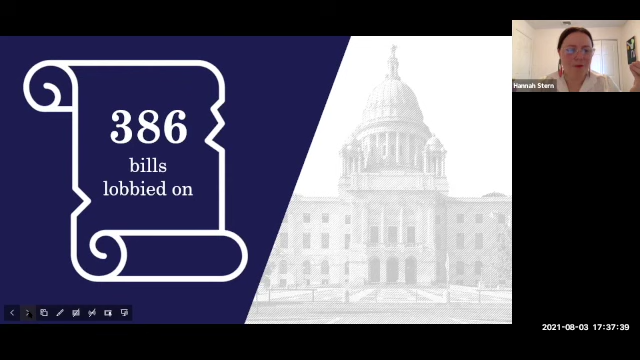 386
bills
lobbied on
Hannah Stern
2021-08-03 17:37:39